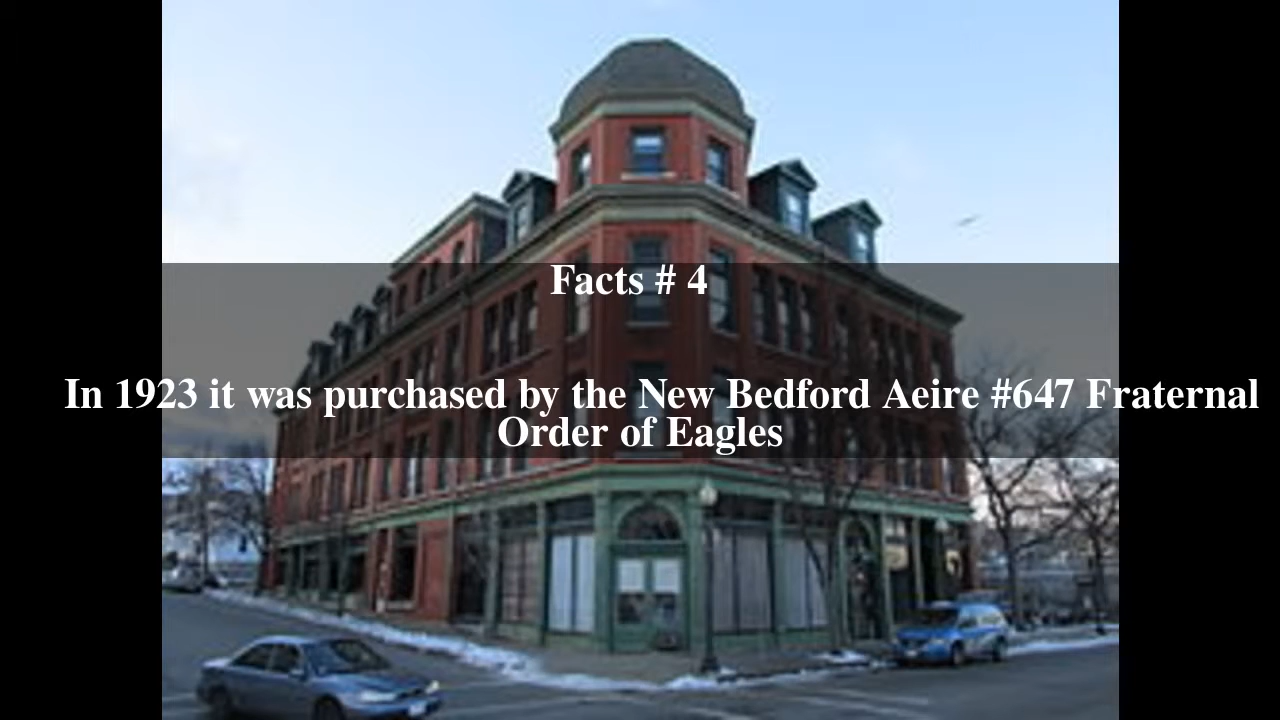 Facts # 4
In 1923 it was purchased by the New Bedford Aeire #647 Fraternal
Order of Eagles